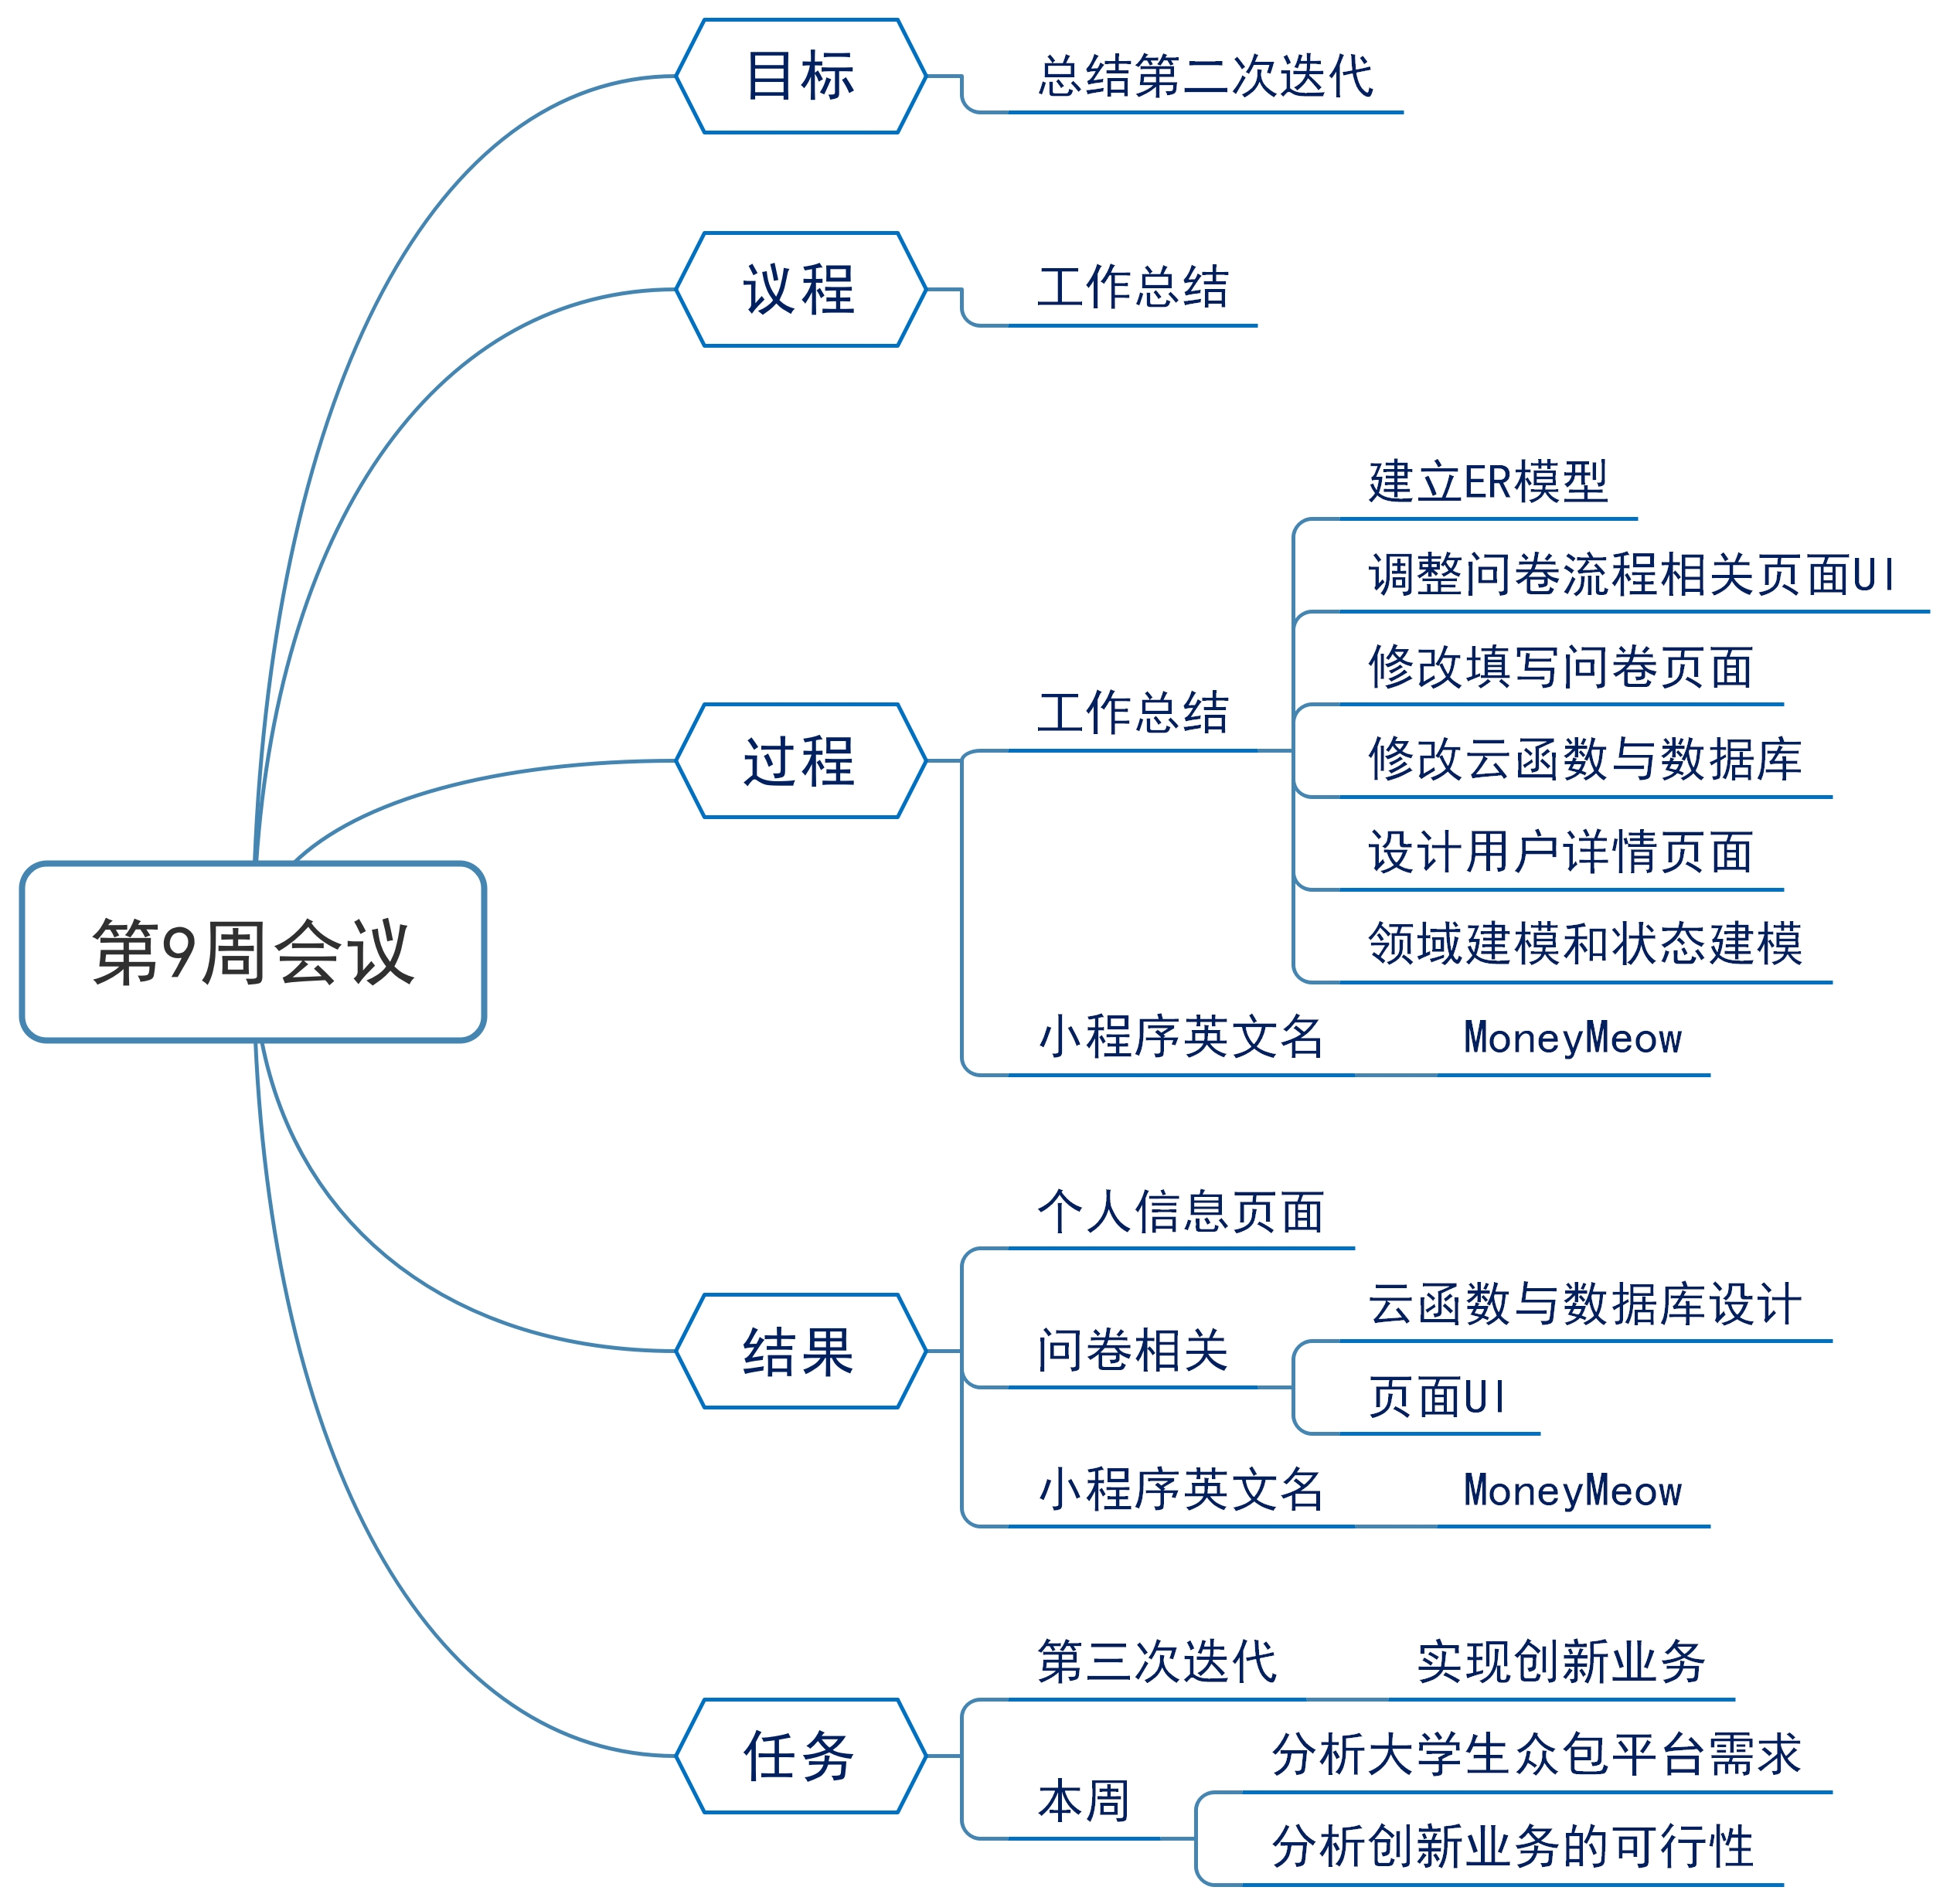 目标
总结第二次迭代
议程
工作总结
过程
工作总结
建立ER模型
调整问卷流程相关页面UI
修改填写问卷页面
修改云函数与数据库
设计用户详情页面
领域建模和状态建模
小程序英文名
MoneyMeow
第9周会议
结果
个人信息页面
问卷相关
云函数与数据库设计
页面UI
小程序英文名
MoneyMeow
任务
第三次迭代
实现创新业务
本周
分析大学生众包平台需求
分析创新业务的可行性